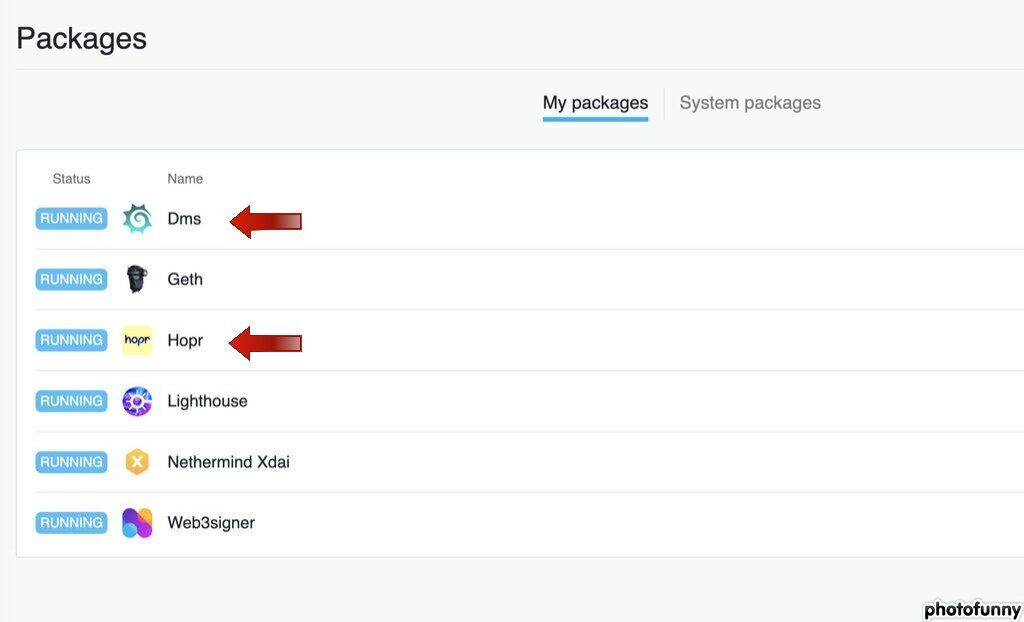 Packages
My packages System packages
Status Name
RUNNING Dms
RUNNING Geth
RUNNING hopr Hopr
RUNNING Lighthouse
RUNNING Nethermind Xdai
RUNNING Web3signer
photofunny